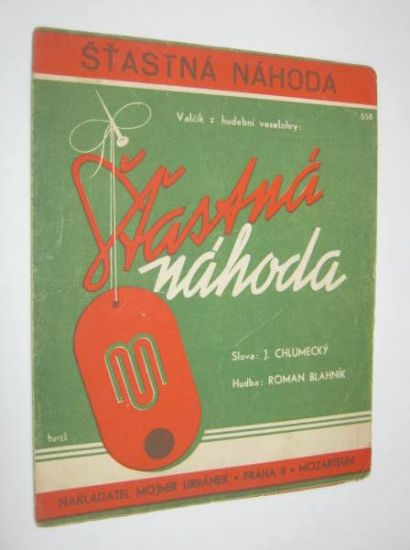 ŠŤASTNÁ NÁHODA
Valčík z hudební veselohry:
558
Šťastná
náhoda
Slova: J. CHLUMECKÝ
Hudba: ROMAN BLAHNÍK
NAKLADATEL MOJMÍR URBÁNEK • PRAHA II • MOZARTEUM